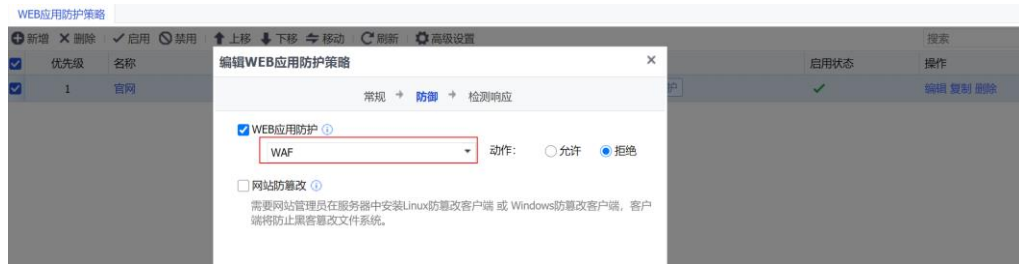 WEB应用防护策略
新增 删除 启用 禁用 上移 下移 移动 刷新 高级设置 搜索
优先级 名称 编辑WEB应用防护策略 启用状态 操作
1 官网 护 编辑 复制 删除
常规 防御 检测响应
WEB应用防护
WAF 动作: 允许 拒绝
网站防篡改
需要网站管理员在服务器中安装Linux防篡改客户端 或 Windows防篡改客户端，客户
端将防止黑客篡改文件系统。